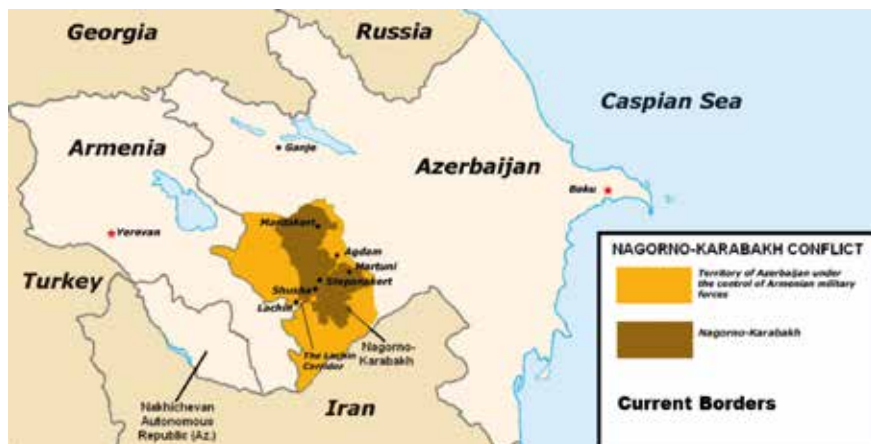 Georgia
Russia
Caspian Sea
Armenia
Ganje
Azerbaijan
Baku
Yerevan
Mardakert
Agdam
Martuni
Stepanakert
Shusha
Lachin
Turkey
The Lachin
Corridor
Nagorno-
Karabakh
Nakhichevan
Autonomous
Republic (Az.)
Iran
NAGORNO-KARABAKH CONFLICT
Territory of Azerbaijan under
the control of Armenian military
forces
Nagorno-Karabakh
Current Borders